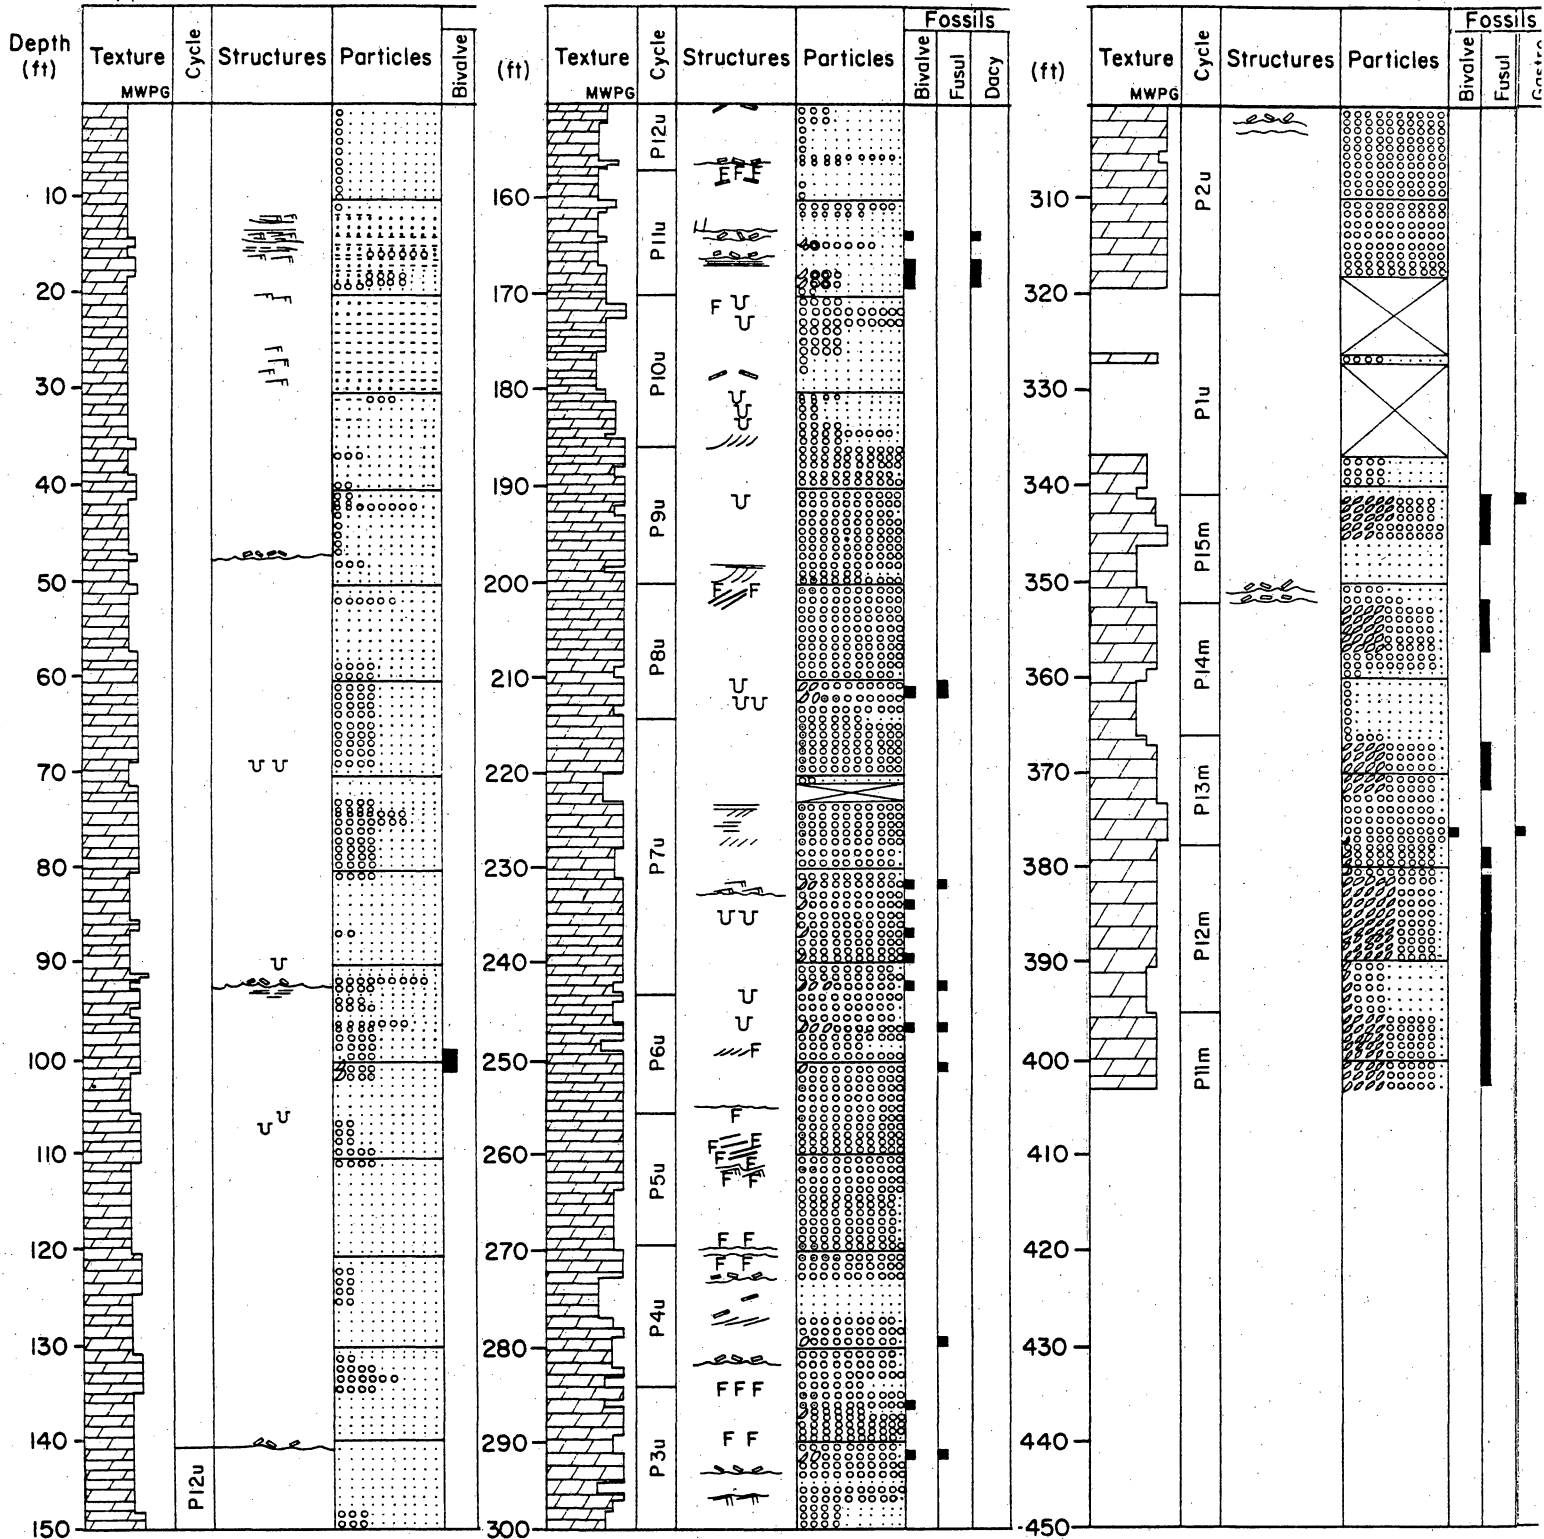 Depth
(ft)
Texture
MWPG
Cycle
Structures
Particles
Bivalve
10
20
30
40
50
60
70
80
90
100
110
120
130
140
150
P12u
(ft)
Texture
MWPG
Cycle
Structures
Particles
Fossils
Bivalve
Fusul
Dacy
160
170
180
190
200
210
220
230
240
250
260
270
280
290
300
P12u
P11u
P10u
P9u
P8u
P7u
P6u
P5u
P4u
P3u
F F F
F
F F
F
F
F F
F F
F F
F F
F F
F F
F F F
F F
(ft)
Texture
MWPG
Cycle
Structures
Particles
Fossils
Bivalve
Fusul
310
320
330
340
350
360
370
380
390
400
410
420
430
440
450
P2u
P1u
P15m
P14m
P13m
P12m
P11m